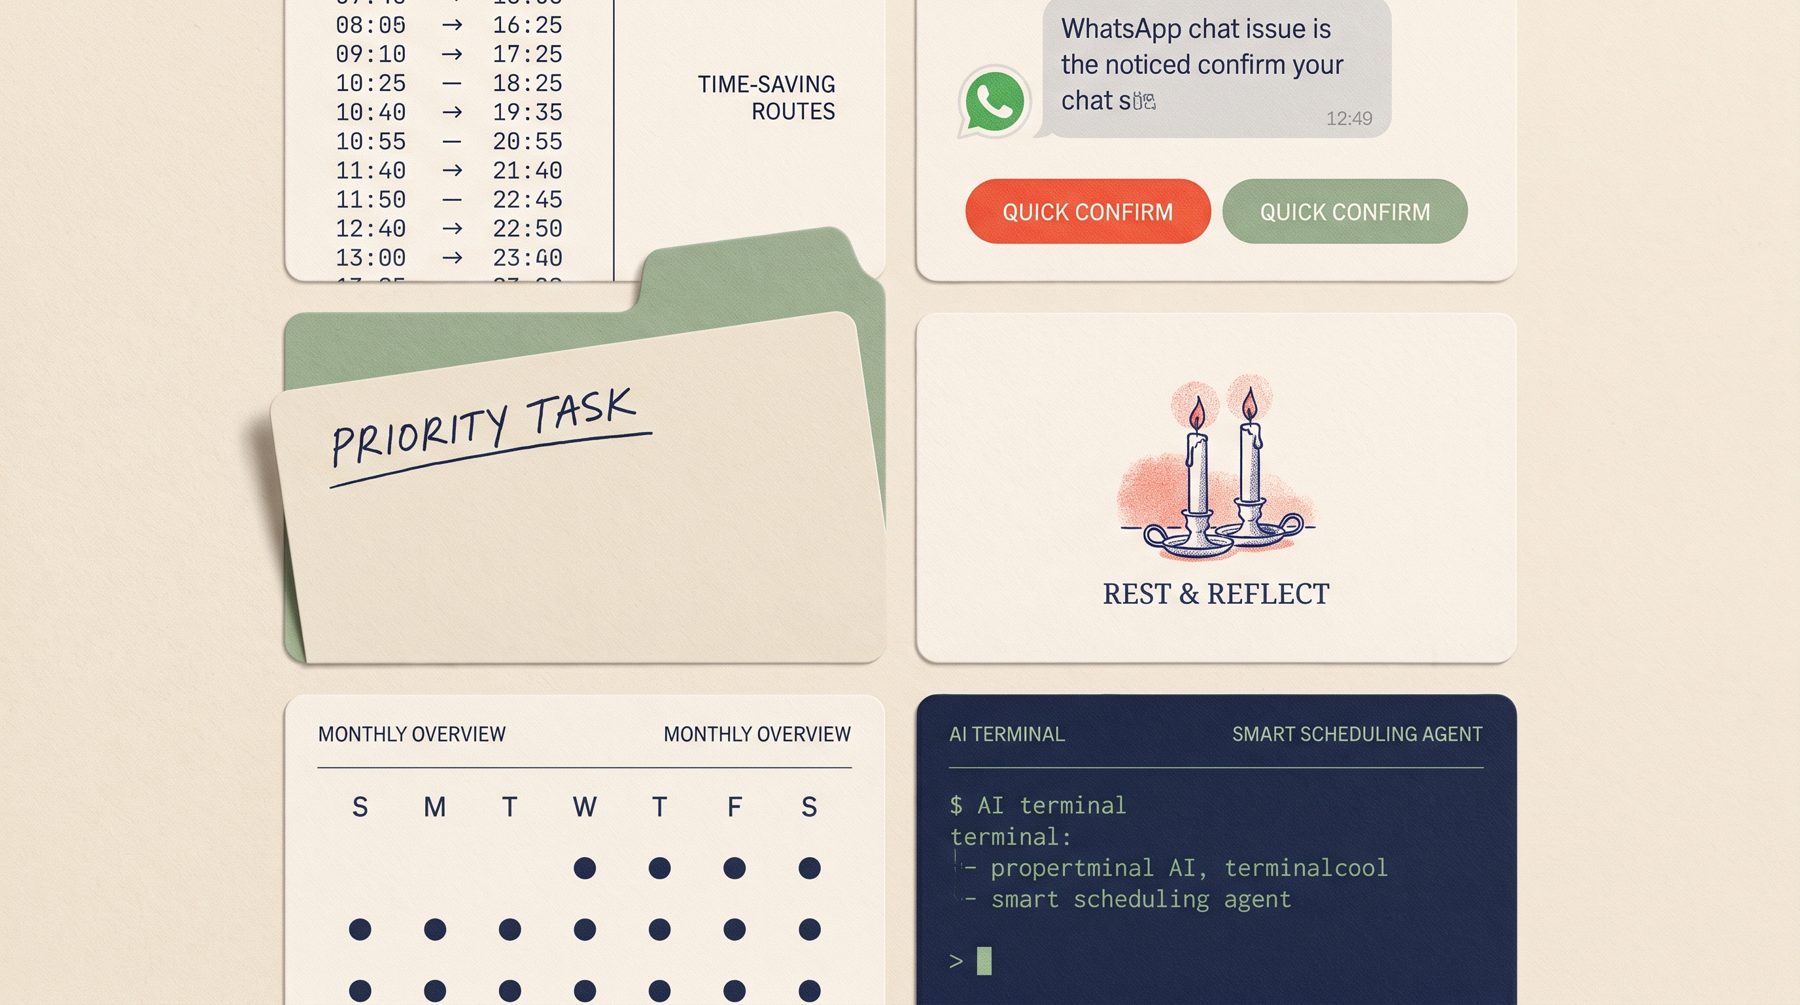 08:05 → 16:25
09:10 → 17:25
10:25 — 18:25
10:40 → 19:35
10:55 — 20:55
11:40 → 21:40
11:50 — 22:45
12:40 → 22:50
13:00 → 23:40
TIME-SAVING
ROUTES
WhatsApp chat issue is
the noticed confirm your
chat
12:49
QUICK CONFIRM
QUICK CONFIRM
PRIORITY TASK
REST & REFLECT
MONTHLY OVERVIEW
MONTHLY OVERVIEW
S M T W T F S
AI TERMINAL
SMART SCHEDULING AGENT
$ AI terminal
terminal:
- propertminal AI, terminalcool
- smart scheduling agent
>